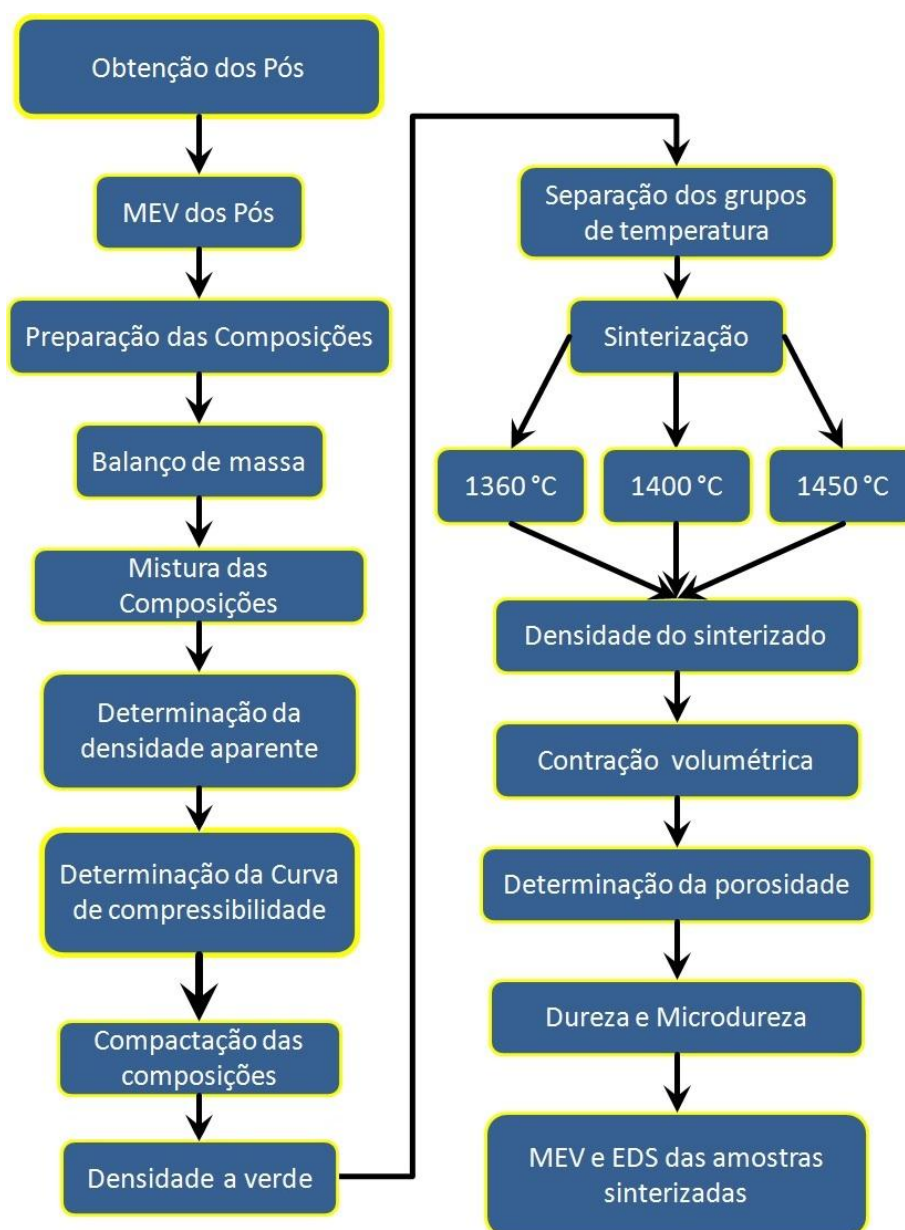 Obtenção dos Pós
MEV dos Pós
Preparação das Composições
Balanço de massa
Mistura das
Composições
Determinação da
densidade aparente
Determinação da Curva
de compressibilidade
Compactação das
composições
Densidade a verde
Separação dos grupos
de temperatura
Sinterização
1360 °C
1400 °C
1450 °C
Densidade do sinterizado
Contração volumétrica
Determinação da porosidade
Dureza e Microdureza
MEV e EDS das amostras
sinterizadas